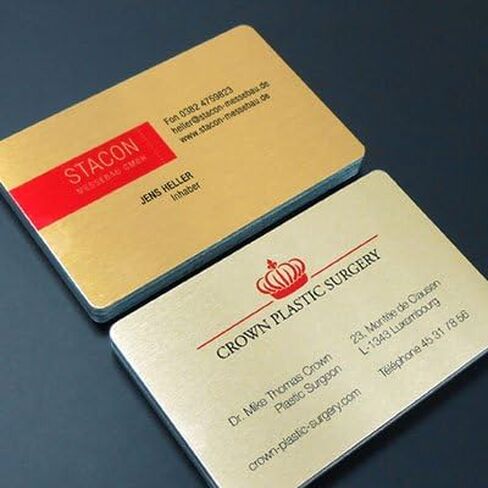 STACON
MESSEBAU GMBH
Fon 0382 4759823
heller@stacon-messebau.de
www.stacon-messebau.de
JENS HELLER
Inhaber
CROWN PLASTIC SURGERY
Dr. Mike Thomas Crown
Plastic Surgeon
crown-plastic-surgery.com
23, Montée de Clausen
L-1343 Luxembourg
Téléphone 45 31 78 56